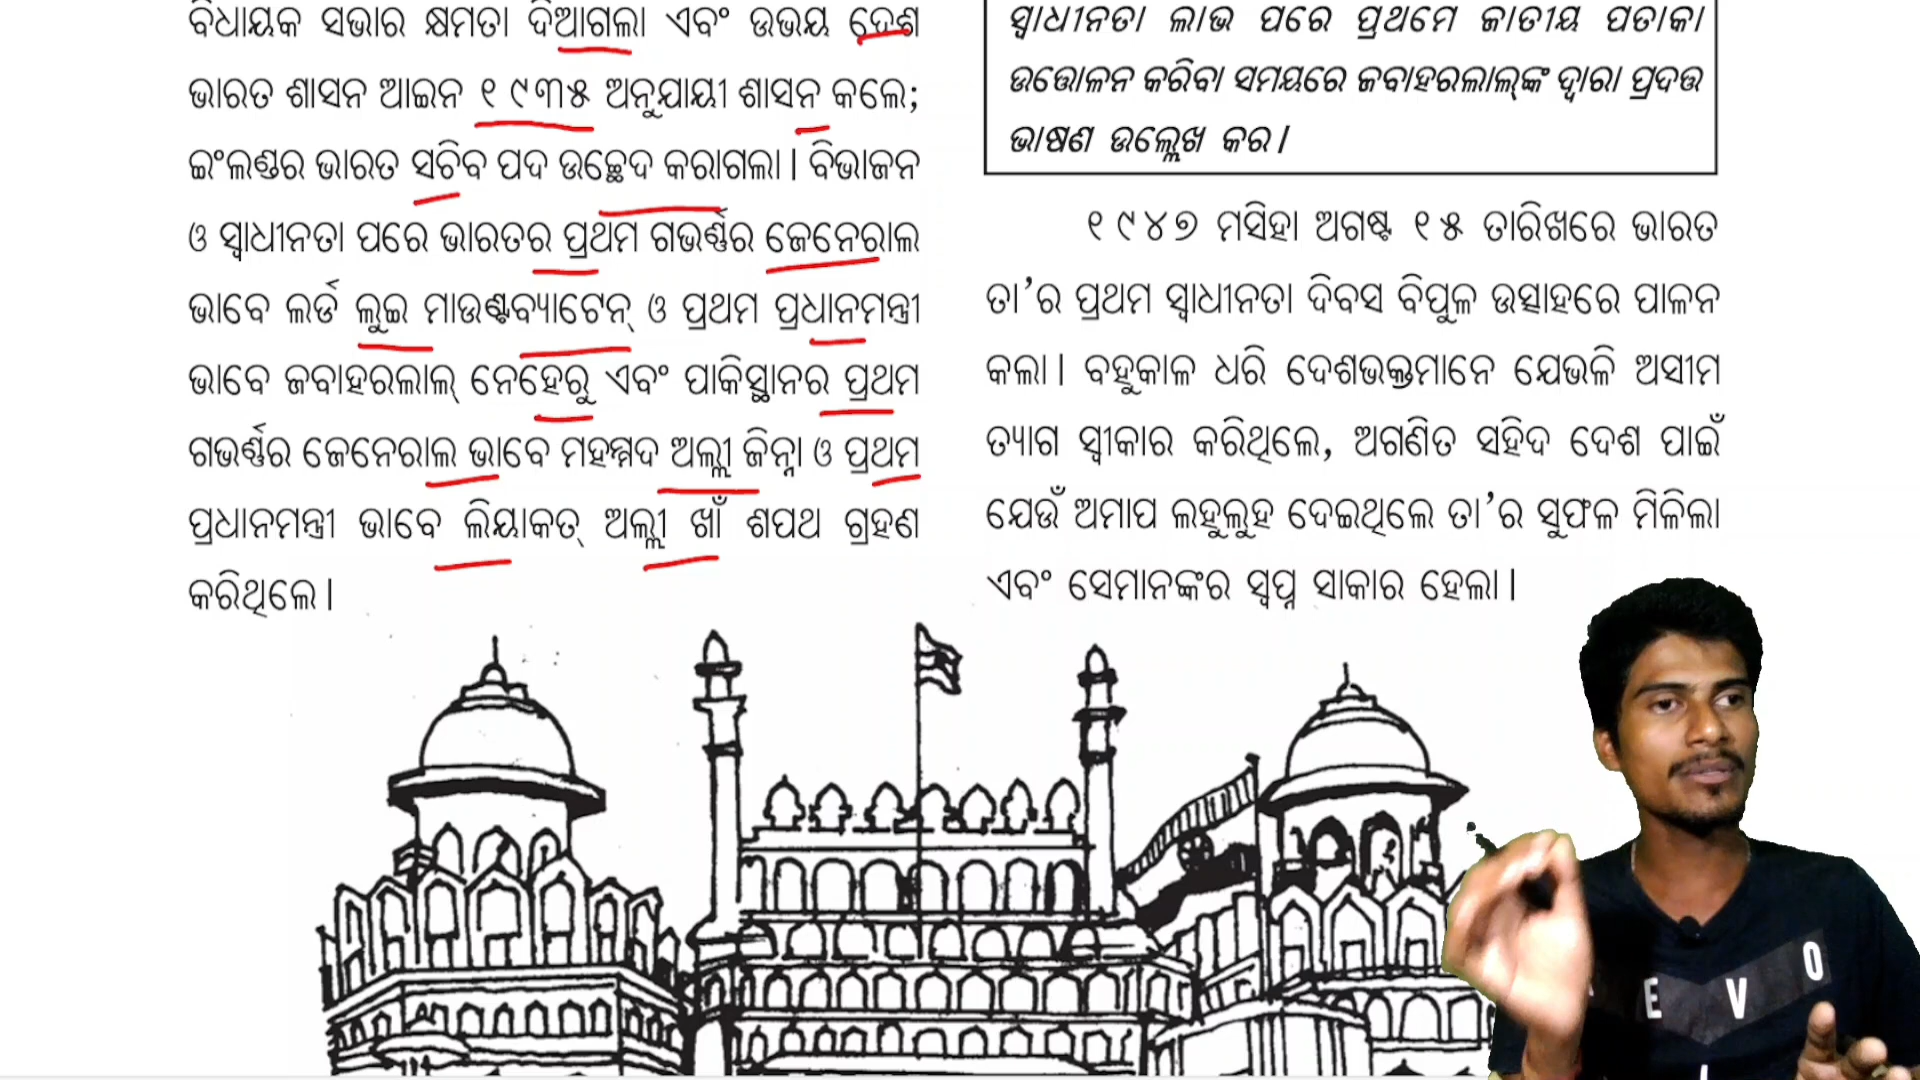 ବିଧାୟକ ସଭାର କ୍ଷମତା ଦିଆଗଲା ଏବଂ ଉଭୟ ଦେଶ
ଭାରତ ଶାସନ ଆଇନ ୧୯୩୫ ଅନୁଯାୟୀ ଶାସନ କଲେ;
ଇଂଲଣ୍ଡର ଭାରତ ସଚିବ ପଦ ଉଚ୍ଛେଦ କରାଗଲା। ବିଭାଜନ
ଓ ସ୍ୱାଧୀନତା ପରେ ଭାରତର ପ୍ରଥମ ଗଭର୍ଣ୍ଣର ଜେନେରାଲ
ଭାବେ ଲର୍ଡ ଲୁଇ ମାଉଣ୍ଟବ୍ୟାଟେନ୍ ଓ ପ୍ରଥମ ପ୍ରଧାନମନ୍ତ୍ରୀ
ଭାବେ ଜବାହରଲାଲ୍ ନେହେରୁ ଏବଂ ପାକିସ୍ଥାନର ପ୍ରଥମ
ଗଭର୍ଣ୍ଣର ଜେନେରାଲ ଭାବେ ମହମ୍ମଦ ଅଲ୍ଲୀ ଜିନ୍ନା ଓ ପ୍ରଥମ
ପ୍ରଧାନମନ୍ତ୍ରୀ ଭାବେ ଲିୟାକତ୍ ଅଲ୍ଲୀ ଖାଁ ଶପଥ ଗ୍ରହଣ
କରିଥିଲେ।
ସ୍ୱାଧୀନତା ଲାଭ ପରେ ପ୍ରଥମେ ଜାତୀୟ ପତାକା
ଉତ୍ତୋଳନ କରିବା ସମୟରେ ଜବାହରଲାଲ୍‌ଙ୍କ ଦ୍ୱାରା ପ୍ରଦତ୍ତ
ଭାଷଣ ଉଲ୍ଲେଖ କର।
୧୯୪୭ ମସିହା ଅଗଷ୍ଟ ୧୫ ତାରିଖରେ ଭାରତ
ତା’ର ପ୍ରଥମ ସ୍ୱାଧୀନତା ଦିବସ ବିପୁଳ ଉତ୍ସାହରେ ପାଳନ
କଲା। ବହୁକାଳ ଧରି ଦେଶଭକ୍ତମାନେ ଯେଭଳି ଅସୀମ
ତ୍ୟାଗ ସ୍ୱୀକାର କରିଥିଲେ, ଅଗଣିତ ସହିଦ ଦେଶ ପାଇଁ
ଯେଉଁ ଅମାପ ଲହୁଲୁହ ଦେଇଥିଲେ ତା’ର ସୁଫଳ ମିଳିଲା
ଏବଂ ସେମାନଙ୍କର ସ୍ୱପ୍ନ ସାକାର ହେଲା।
E V O